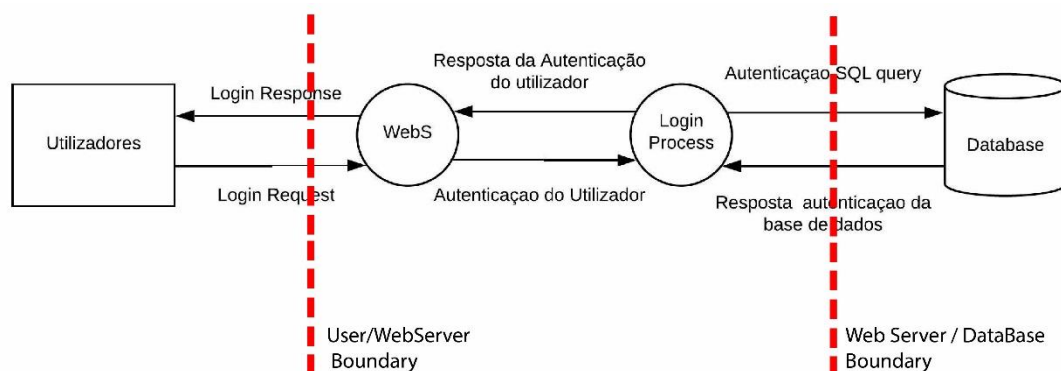 Utilizadores
Login Response
Login Request
WebS
Resposta da Autenticação
do utilizador
Autenticaçao do Utilizador
Login
Process
Autenticaçao SQL query
Resposta autenticaçao da
base de dados
Database
User/WebServer
Boundary
Web Server / DataBase
Boundary